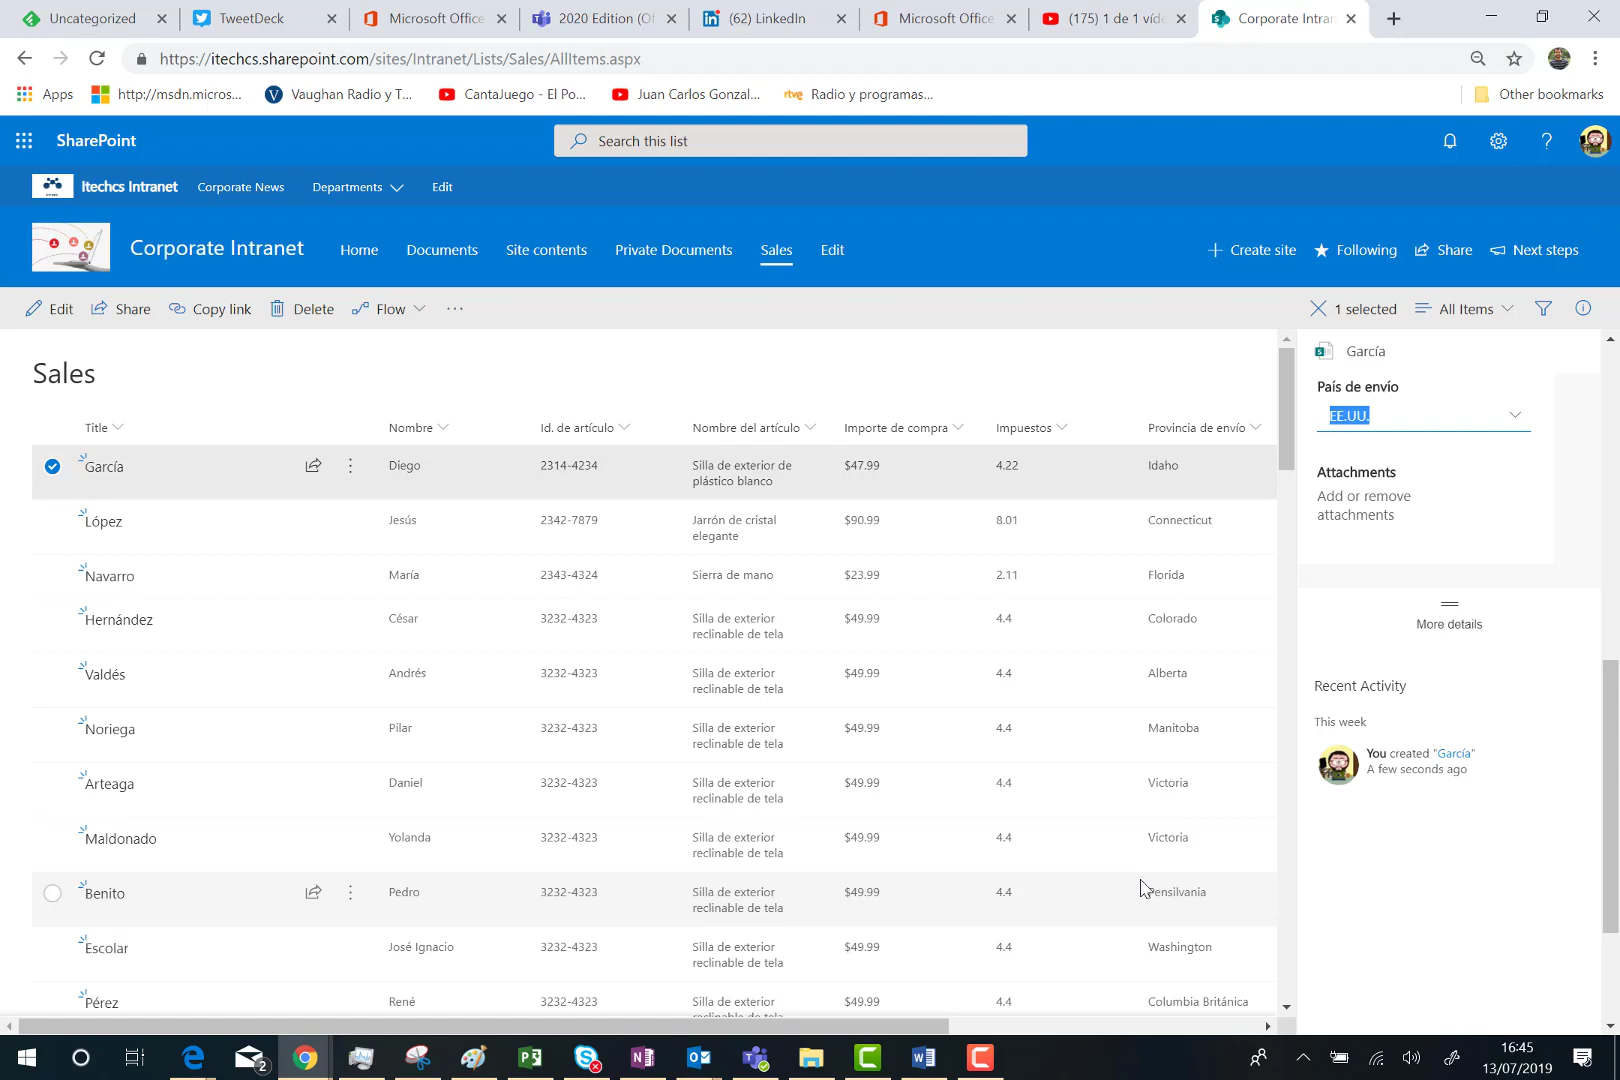 Uncategorized
TweetDeck
Microsoft Office
2020 Edition (Of
(62) LinkedIn
Microsoft Office
(175) 1 de 1 víde
Corporate Intran
https://itechcs.sharepoint.com/sites/Intranet/Lists/Sales/AllItems.aspx
Apps
http://msdn.micros...
Vaughan Radio y T...
CantaJuego - El Po...
Juan Carlos Gonzal...
rtve Radio y programas...
Other bookmarks
SharePoint
Search this list
Itechcs Intranet
Corporate News
Departments
Edit
Corporate Intranet
Home
Documents
Site contents
Private Documents
Sales
Edit
Create site
Following
Share
Next steps
Edit
Share
Copy link
Delete
Flow
1 selected
All Items
Sales
Title Nombre Id. de artículo Nombre del artículo Importe de compra Impuestos Provincia de envío
García Diego 2314-4234 Silla de exterior de plástico blanco $47.99 4.22 Idaho
López Jesús 2342-7879 Jarrón de cristal elegante $90.99 8.01 Connecticut
Navarro María 2343-4324 Sierra de mano $23.99 2.11 Florida
Hernández César 3232-4323 Silla de exterior reclinable de tela $49.99 4.4 Colorado
Valdés Andrés 3232-4323 Silla de exterior reclinable de tela $49.99 4.4 Alberta
Noriega Pilar 3232-4323 Silla de exterior reclinable de tela $49.99 4.4 Manitoba
Arteaga Daniel 3232-4323 Silla de exterior reclinable de tela $49.99 4.4 Victoria
Maldonado Yolanda 3232-4323 Silla de exterior reclinable de tela $49.99 4.4 Victoria
Benito Pedro 3232-4323 Silla de exterior reclinable de tela $49.99 4.4 Pensilvania
Escolar José Ignacio 3232-4323 Silla de exterior reclinable de tela $49.99 4.4 Washington
Pérez René 3232-4323 Silla de exterior reclinable de tela $49.99 4.4 Columbia Británica
García
País de envío
EE.UU.
Attachments
Add or remove
attachments
More details
Recent Activity
This week
You created "García"
A few seconds ago
2
16:45
13/07/2019